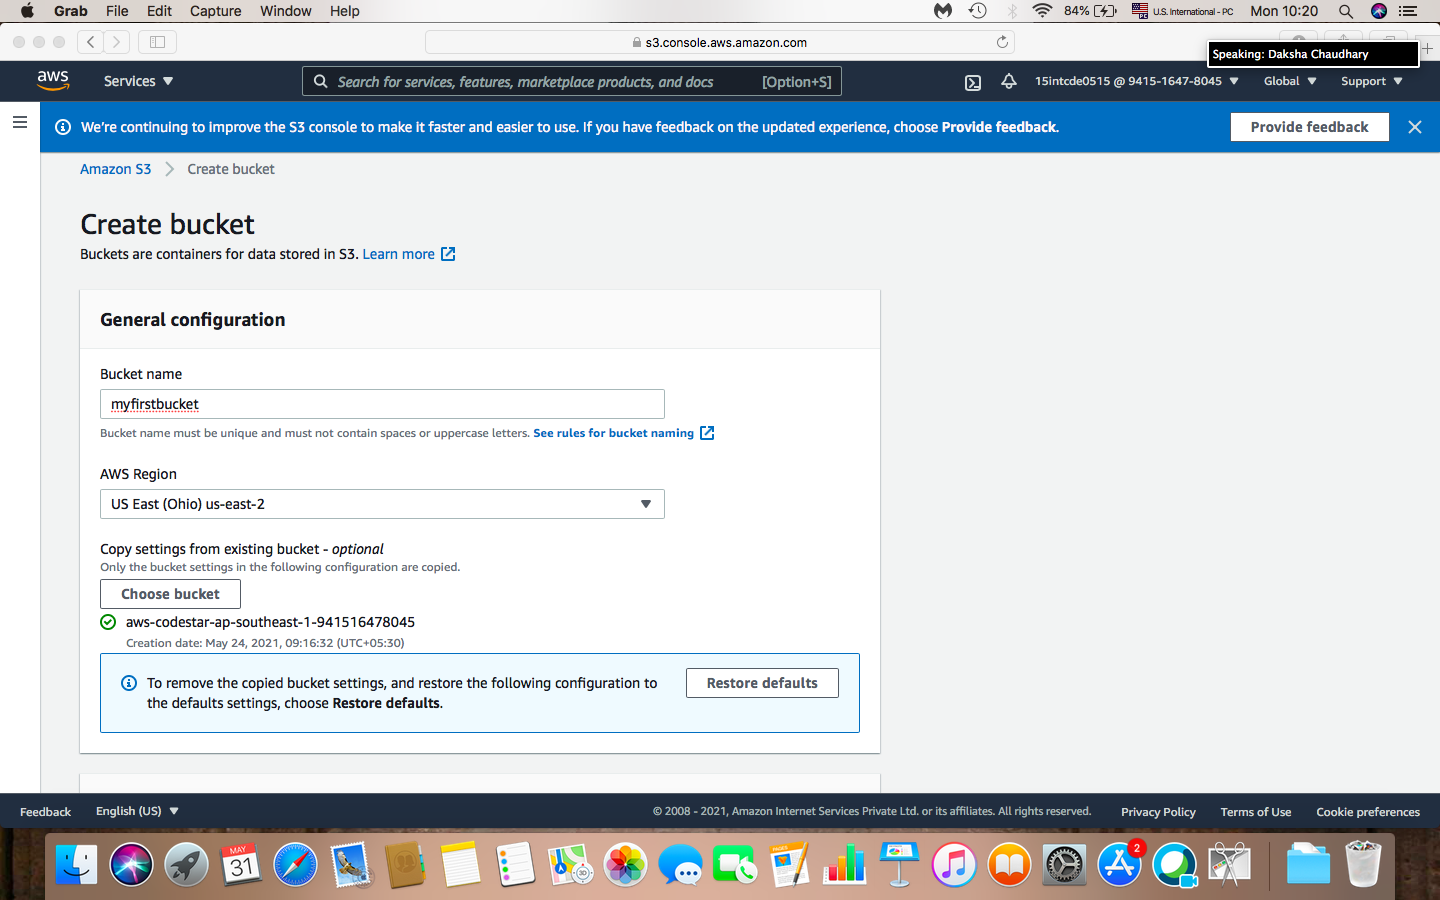 Grab File Edit Capture Window Help 84% U.S. International - PC Mon 10:20
s3.console.aws.amazon.com
Speaking: Daksha Chaudhary
aws Services Search for services, features, marketplace products, and docs [Option+S] 15intcde0515 @ 9415-1647-8045 Global Support
We're continuing to improve the S3 console to make it faster and easier to use. If you have feedback on the updated experience, choose Provide feedback. Provide feedback
Amazon S3 Create bucket
Create bucket
Buckets are containers for data stored in S3. Learn more
General configuration
Bucket name
myfirstbucket
Bucket name must be unique and must not contain spaces or uppercase letters. See rules for bucket naming
AWS Region
US East (Ohio) us-east-2
Copy settings from existing bucket - optional
Only the bucket settings in the following configuration are copied.
Choose bucket
aws-codestar-ap-southeast-1-941516478045
Creation date: May 24, 2021, 09:16:32 (UTC+05:30)
To remove the copied bucket settings, and restore the following configuration to
the defaults settings, choose Restore defaults.
Restore defaults
Feedback English (US) © 2008 - 2021, Amazon Internet Services Private Ltd. or its affiliates. All rights reserved. Privacy Policy Terms of Use Cookie preferences
MAY
31
3D
PAGES
2